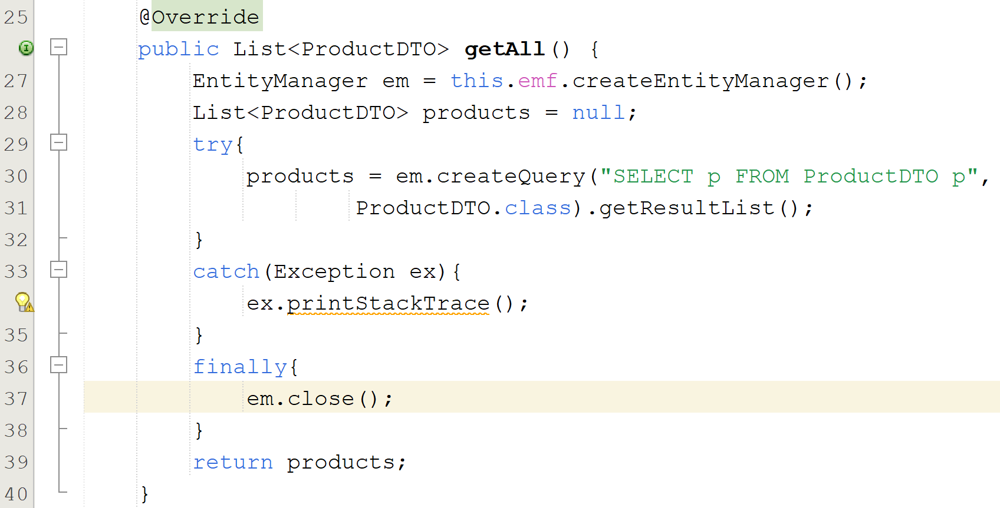 25 @Override
public List<ProductDTO> getAll() {
27 EntityManager em = this.emf.createEntityManager();
28 List<ProductDTO> products = null;
29 try{
30 products = em.createQuery("SELECT p FROM ProductDTO p",
31 ProductDTO.class).getResultList();
32 }
33 catch(Exception ex){
ex.printStackTrace();
35 }
36 finally{
37 em.close();
38 }
39 return products;
40 }